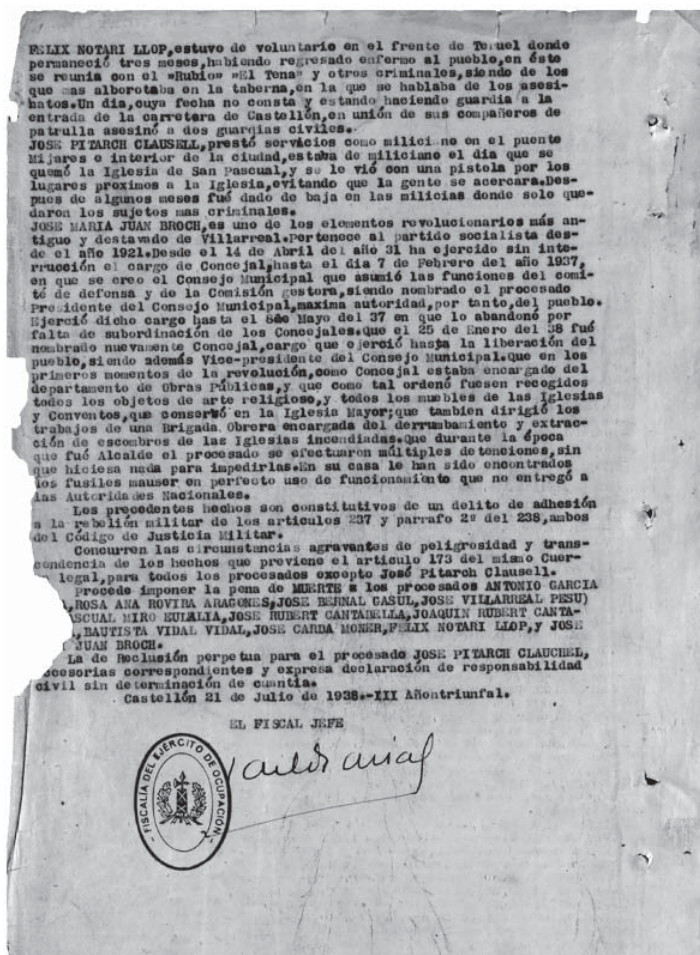 FELIX NOTARI LLOP,estuvo de voluntario en el frente de Teruel donde
permaneció tres meses,habiendo regresado enfermo al pueblo,en éste
se reunia con el "Rubio" "El Tena" y otros criminales,siendo de los
que mas alborotaba en la taberna,en la que se hablaba de los asesi-
natos.Un dia,cuya fecha no consta y estando haciendo guardia a la
entrada de la carretara de Castellón,en unión de sus compañeros de
patrulla asesinó a dos guardias civiles.
JOSE PITARCH CLAUSELL,prestó servicios como miliciano en el puente
Mijares e interior de la ciudad,estaba de miliciano el dia que se
quemó la Iglesia de San Pascual,y se le vió con una pistola por los
lugares proximos a la Iglesia,evitando que la gente se acercara.Des-
pues de algunos meses fué dado de baja en las milicias donde solo que-
daron los sujetos mas criminales.
JOSE MARIA JUAN BROCH,es uno de los elementos revolucionarios más an-
tiguo y destavado de Villarreal.Pertenece al partido socialista des-
de el año 1921.Desde el 14 de Abril del año 31 ha ejercido sin inte-
rrucción el cargo de Concejal,hasta el dia 7 de Febrero del año 1937,
en que se creo el Consejo Municipal que asumió las funciones del comi-
té de defensa y de la Comisión gestora,siendo nombrado el procesado
Presidente del Consejo Municipal,maxima autoridad,por tanto,del pueblo.
Ejerció dicho cargo hasta el Mayo del 37 en que lo abandonó por
falta de subordinación de los Concejales.Que el 25 de Enero del 38 fué
nombrado nuevamente Concejal,cargo que ejerció hasta la liberación del
pueblo,siendo además Vice-presidente del Consejo Municipal.Que en los
primeros momentos de la revolución,como Concejal estaba encargado del
departamento de Obras Públicas,y que como tal ordenó fuesen recogidos
todos los objetos de arte religioso,y todos los muebles de las Iglesias
y Conventos,que conservó en la Iglesia Mayor;que tambien dirigió los
trabajos de una Brigada Obrera encargada del derrumbamiento y extrac-
ción de escombros de las Iglesias incendiadas.Que durante la época
que fué Alcalde el procesado se efectuaron múltiples detenciones,sin
que hiciesa nada para impedirlas.En su casa le han sido encontrados
los fusiles mauser en perfecto uso de funcionamiento que no entregó a
las Autoridades Nacionales.
Los precedentes hechos son constitutivos de un delito de adhesión
a la rebelión militar de los articulos 237 y parrafo 2º del 238,ambos
del Código de Justicia Militar.
Concurren las circunstancias agravantes de peligrosidad y trans-
cendencia de los hechos que previene el articulo 173 del mismo Cuer-
legal,para todos los procesados excepto José Pitarch Clausell.
Procede imponer la pena de MUERTE a los procesados ANTONIO GARCIA
,ROSA ANA ROVIRA ARAGONES,JOSE BERNAL GASUL,JOSE VILLARREAL PESU)
ASCUAL MIRO EULALIA,JOSE RUBERT CANTABELLA,JOAQUIN RUBERT CANTA-
,BAUTISTA VIDAL VIDAL,JOSE CARDA MONER,FELIX NOTARI LLOP,y JOSE
JUAN BROCH.
La de Reclusión perpetua para el procesado JOSE PITARCH CLAUCHEL,
ccesorias correspondientes y expresa declaración de responsabilidad
civil sin determinación de cuantia.
Castellón 21 de Julio de 1938.-III Añontriunfal.
EL FISCAL JEFE
FISCALÍA DEL EJÉRCITO DE OCUPACIÓN